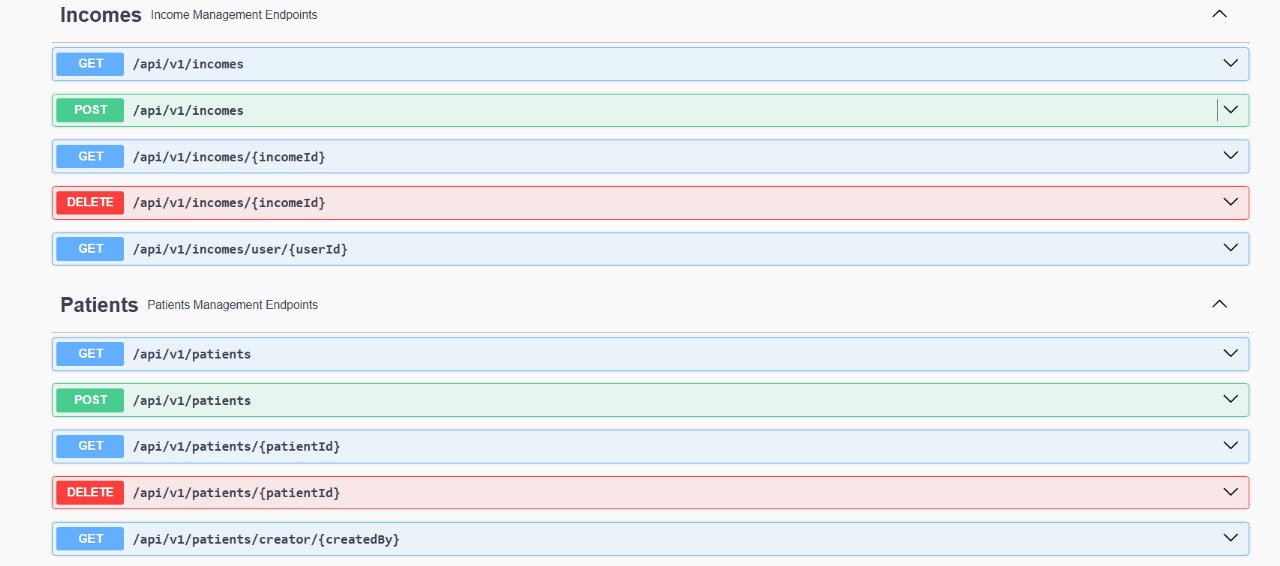 Incomes Income Management Endpoints
GET /api/v1/incomes
POST /api/v1/incomes
GET /api/v1/incomes/{incomeId}
DELETE /api/v1/incomes/{incomeId}
GET /api/v1/incomes/user/{userId}
Patients Patients Management Endpoints
GET /api/v1/patients
POST /api/v1/patients
GET /api/v1/patients/{patientId}
DELETE /api/v1/patients/{patientId}
GET /api/v1/patients/creator/{createdBy}